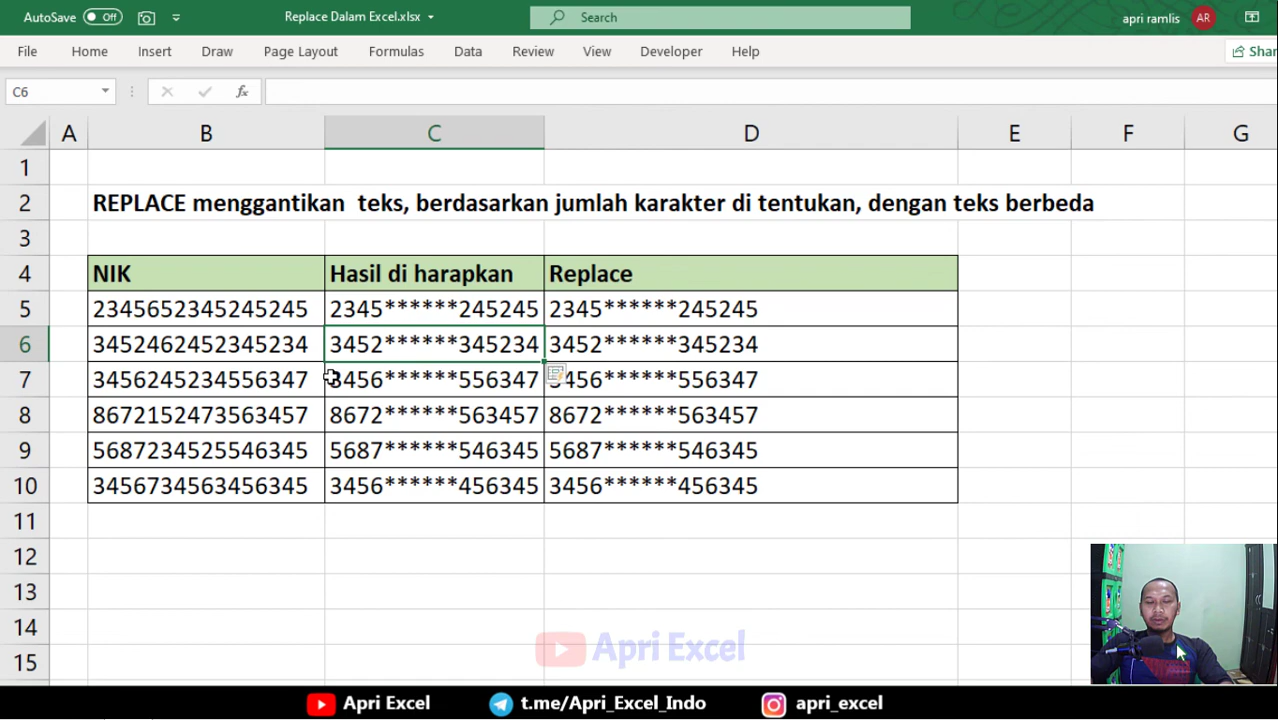 AutoSave Off Replace Dalam Excel.xlsx Search apri ramlis AR
File Home Insert Draw Page Layout Formulas Data Review View Developer Help Shar
C6 fx
A B C D E F G
1
2 REPLACE menggantikan teks, berdasarkan jumlah karakter di tentukan, dengan teks berbeda
3
4 NIK Hasil di harapkan Replace
5 2345652345245245 2345******245245 2345******245245
6 3452462452345234 3452******345234 3452******345234
7 3456245234556347 3456******556347 3456******556347
8 8672152473563457 8672******563457 8672******563457
9 5687234525546345 5687******546345 5687******546345
10 3456734563456345 3456******456345 3456******456345
11
12
13
14
Apri Excel
15
Apri Excel t.me/Apri_Excel_Indo apri_excel